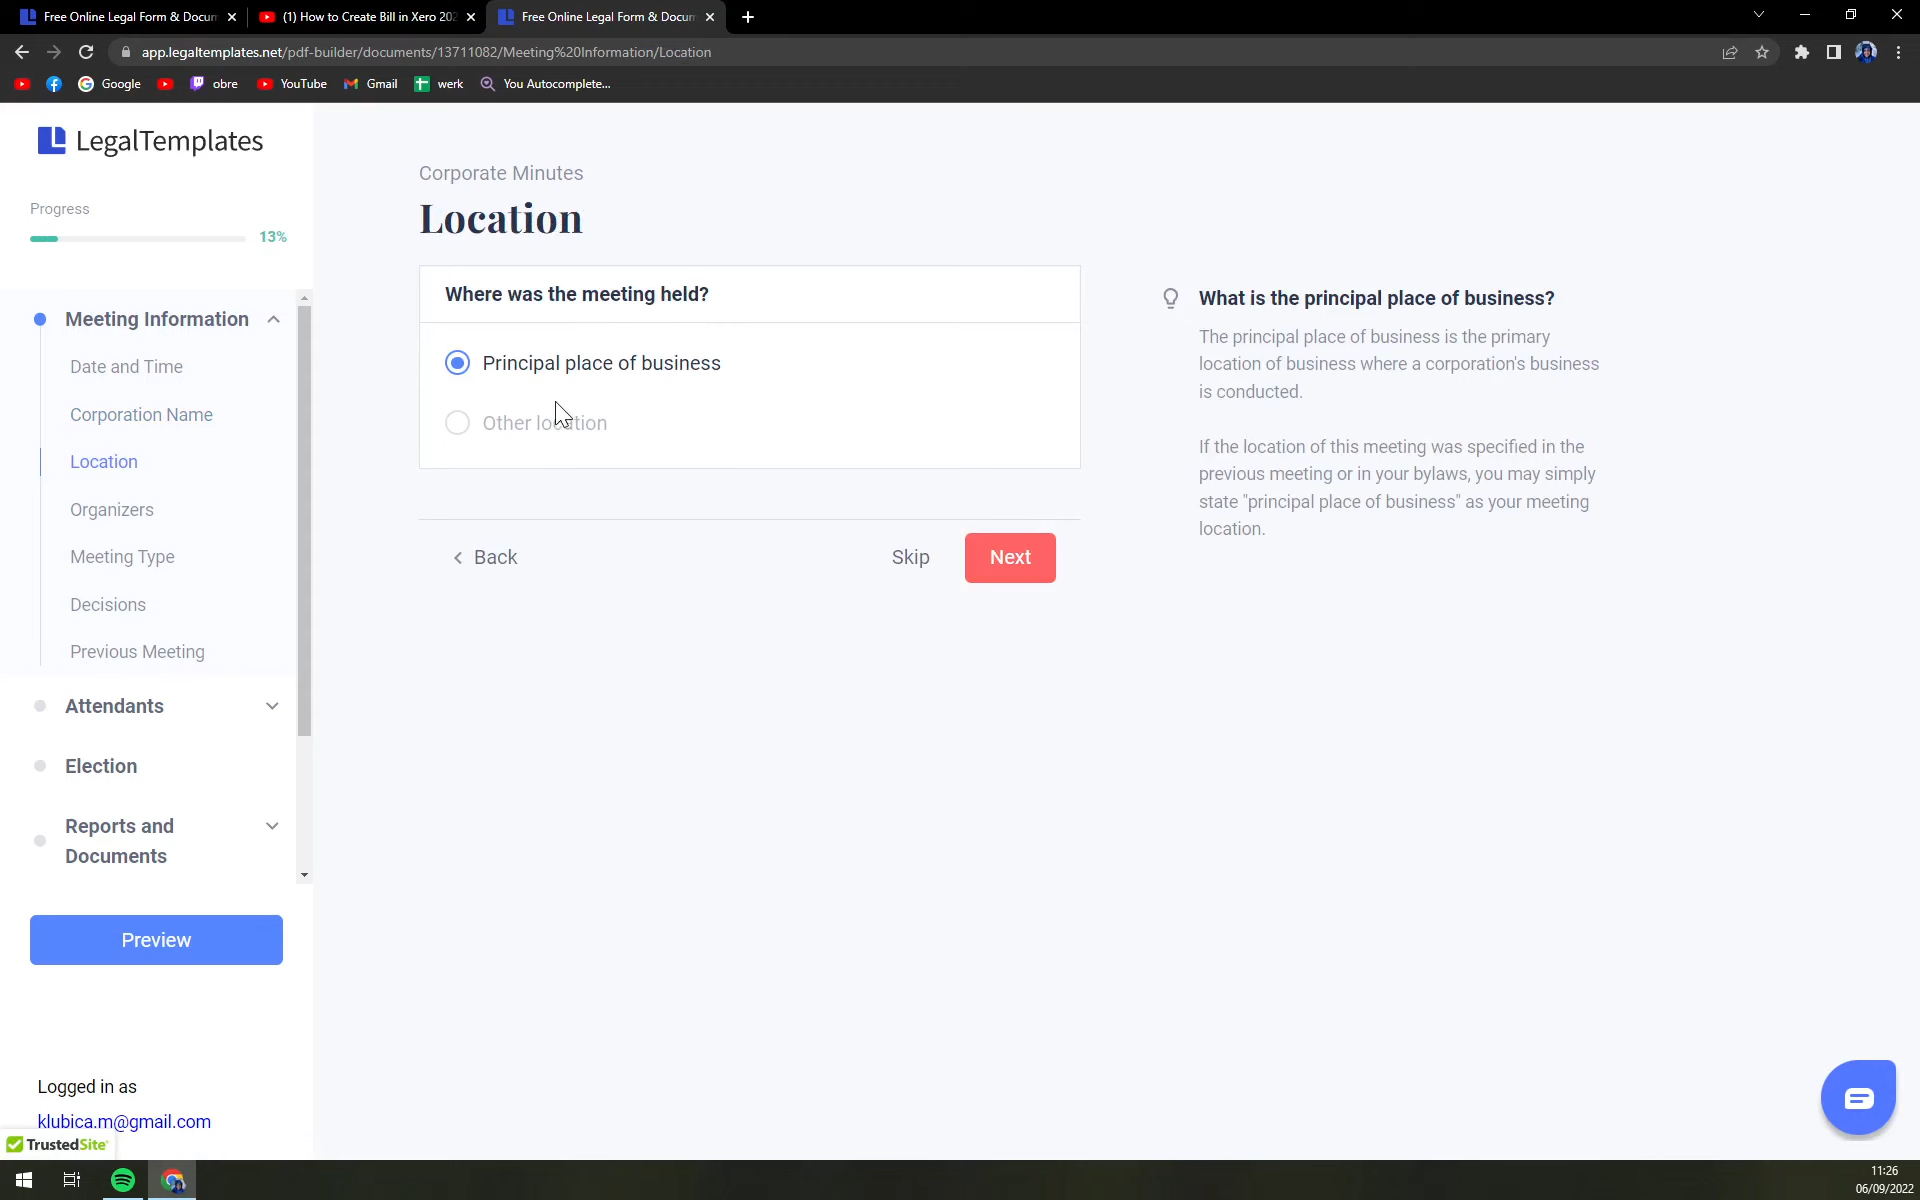 Free Online Legal Form & Docum
(1) How to Create Bill in Xero 202
Free Online Legal Form & Docum
app.legaltemplates.net/pdf-builder/documents/13711082/Meeting%20Information/Location
Google
obre
YouTube
Gmail
werk
You Autocomplete...
LegalTemplates
Progress
13%
Meeting Information
Date and Time
Corporation Name
Location
Organizers
Meeting Type
Decisions
Previous Meeting
Attendants
Election
Reports and
Documents
Preview
Logged in as
klubica.m@gmail.com
TrustedSite
Corporate Minutes
Location
Where was the meeting held?
Principal place of business
Other location
Back
Skip
Next
What is the principal place of business?
The principal place of business is the primary
location of business where a corporation's business
is conducted.
If the location of this meeting was specified in the
previous meeting or in your bylaws, you may simply
state "principal place of business" as your meeting
location.
11:26
06/09/2022